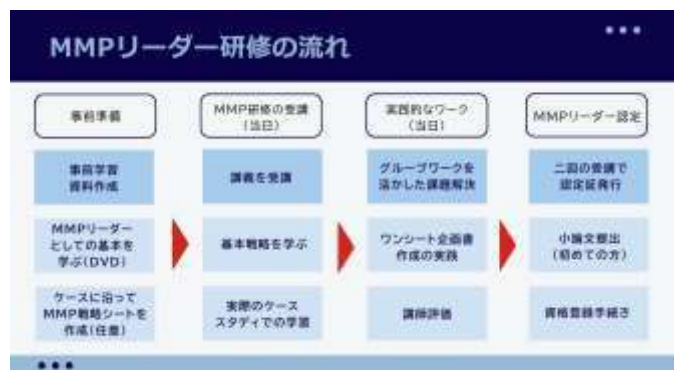 MMPリーダー研修の流れ
事前準備
MMP研修の受講
(当日)
実践的なワーク
(当日)
MMPリーダー認定
事前学習
資料作成
講義を受講
グループワークを
活かした課題解決
二回の受講で
認定証発行
MMPリーダー
としての基本を
学ぶ(DVD)
基本戦略を学ぶ
ワンシート企画書
作成の実践
小論文提出
(初めての方)
ケースに沿って
MMP戦略シートを
作成(任意)
実際のケース
スタディでの学習
講師評価
資格登録手続き